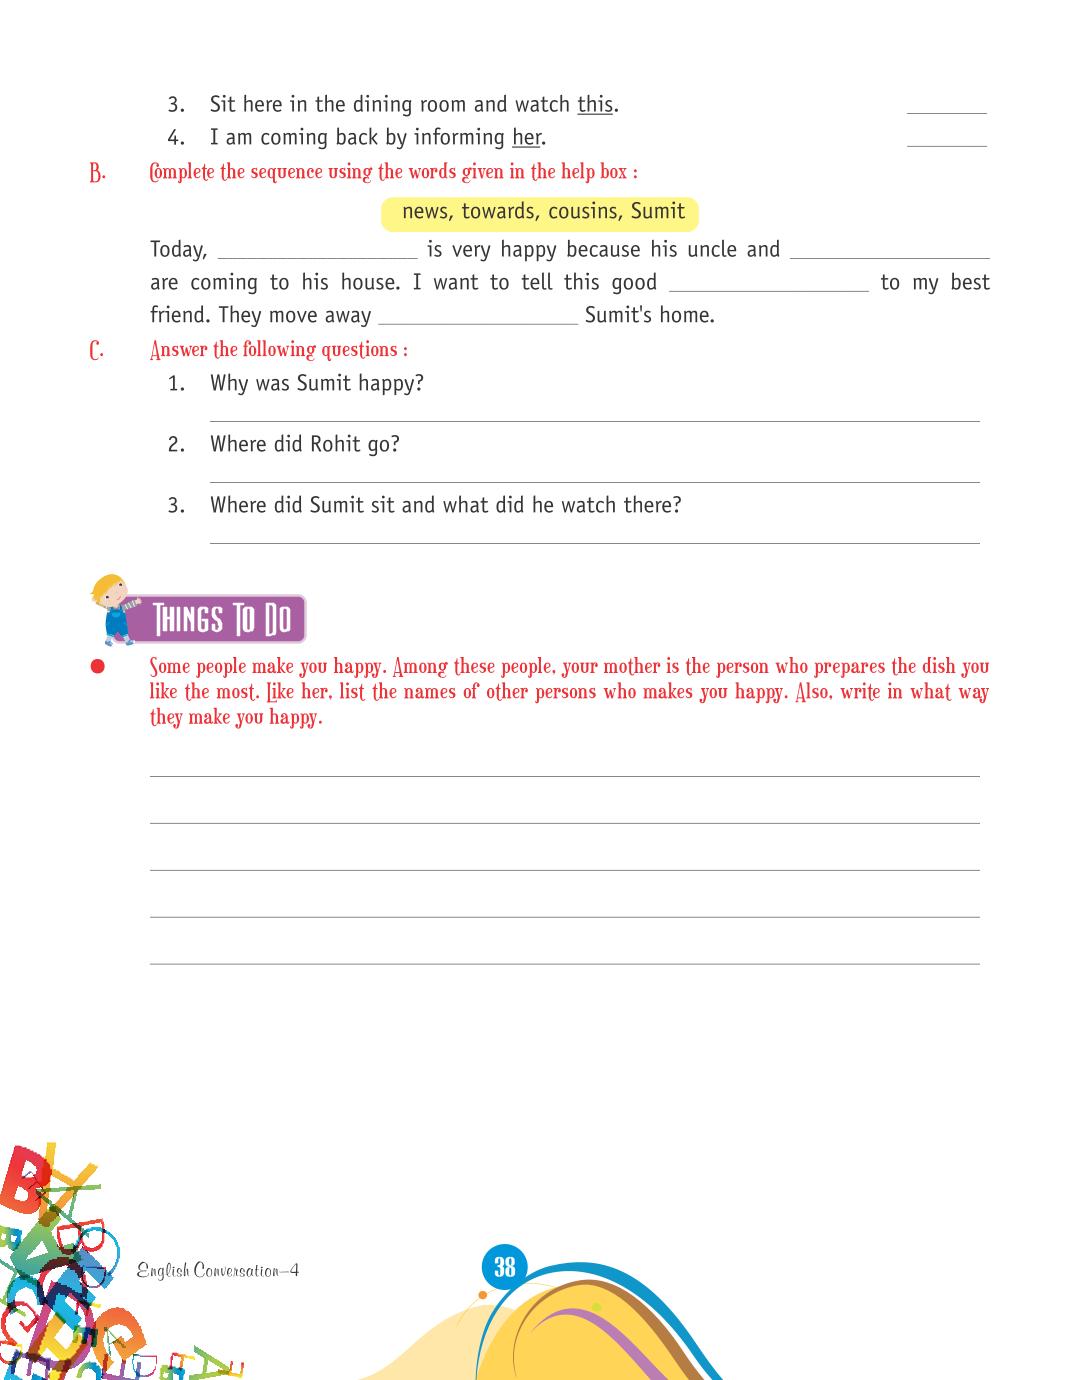 3. Sit here in the dining room and watch this. ________
4. I am coming back by informing her. ________
B. Complete the sequence using the words given in the help box :
news, towards, cousins, Sumit
Today, ____________________ is very happy because his uncle and ____________________
are coming to his house. I want to tell this good ____________________ to my best
friend. They move away ____________________ Sumit's home.
C. Answer the following questions :
1. Why was Sumit happy?
2. Where did Rohit go?
3. Where did Sumit sit and what did he watch there?
THINGS TO DO
● Some people make you happy. Among these people, your mother is the person who prepares the dish you
like the most. Like her, list the names of other persons who makes you happy. Also, write in what way
they make you happy.
English Conversation–4
38